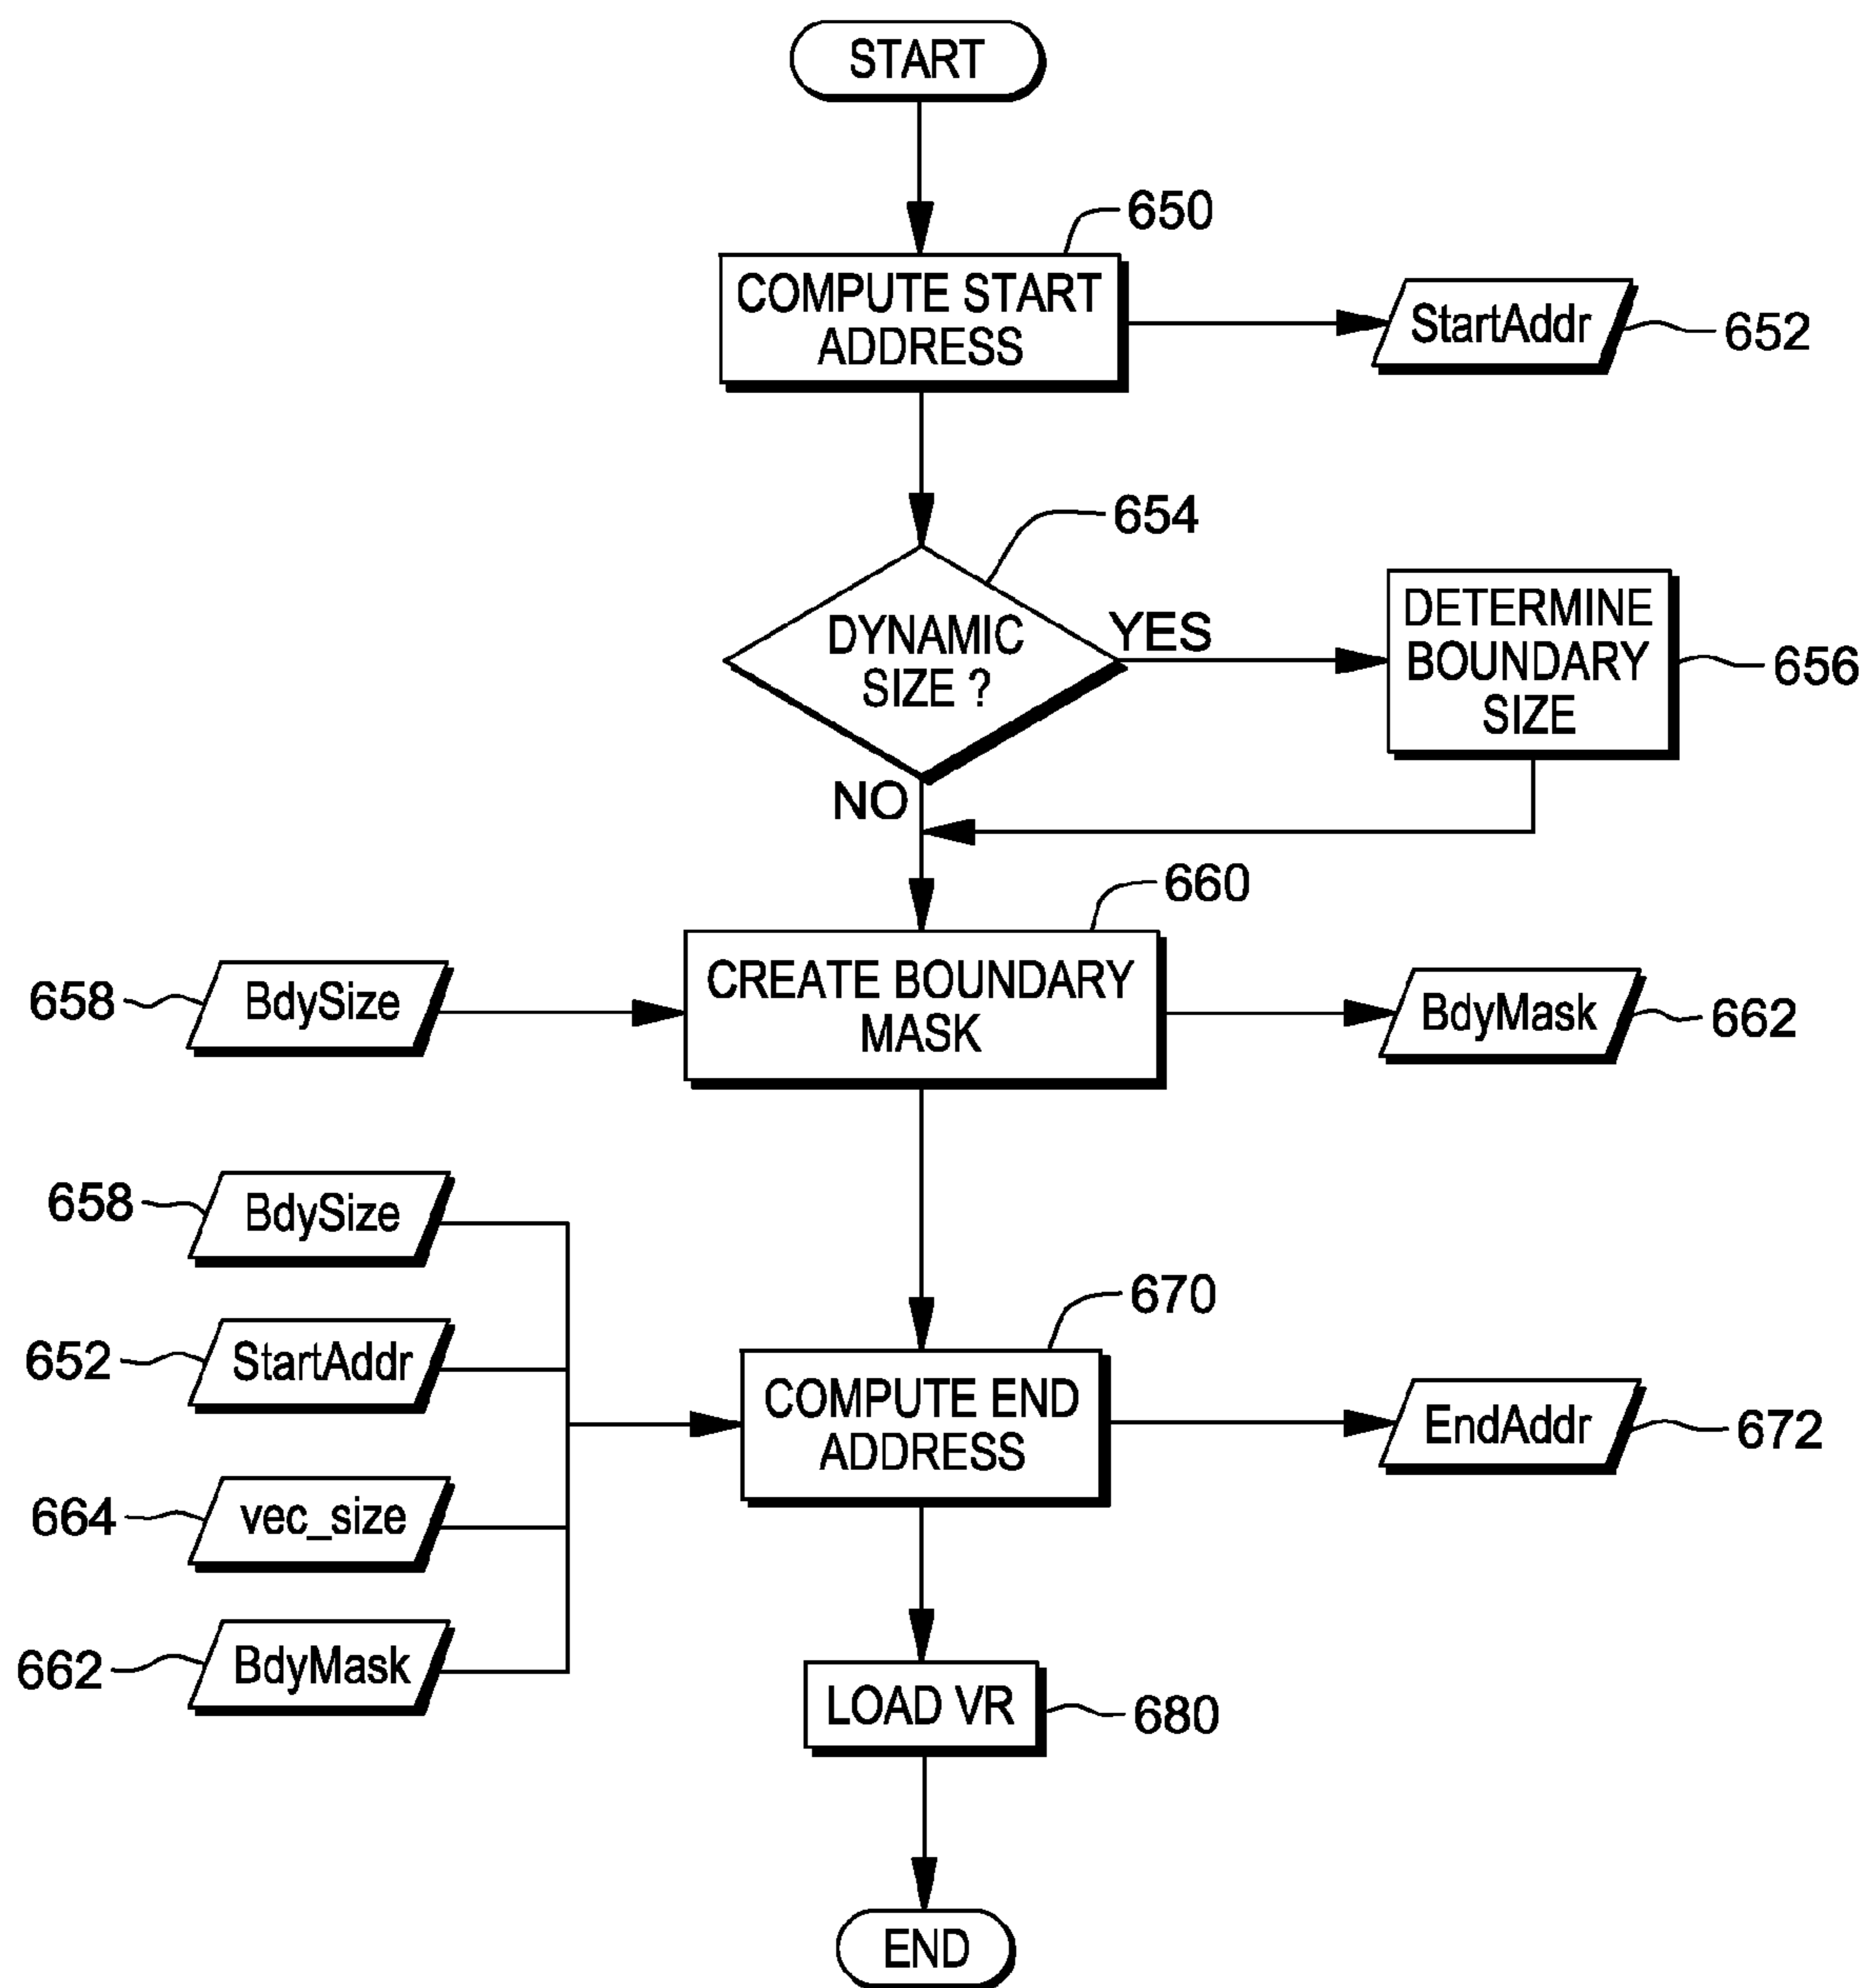 START
650
COMPUTE START
ADDRESS
StartAddr
652
654
DYNAMIC
SIZE ?
YES
DETERMINE
BOUNDARY
SIZE
656
NO
660
658
BdySize
CREATE BOUNDARY
MASK
BdyMask
662
658
BdySize
670
652
StartAddr
COMPUTE END
ADDRESS
EndAddr
672
664
vec_size
662
BdyMask
LOAD VR
680
END